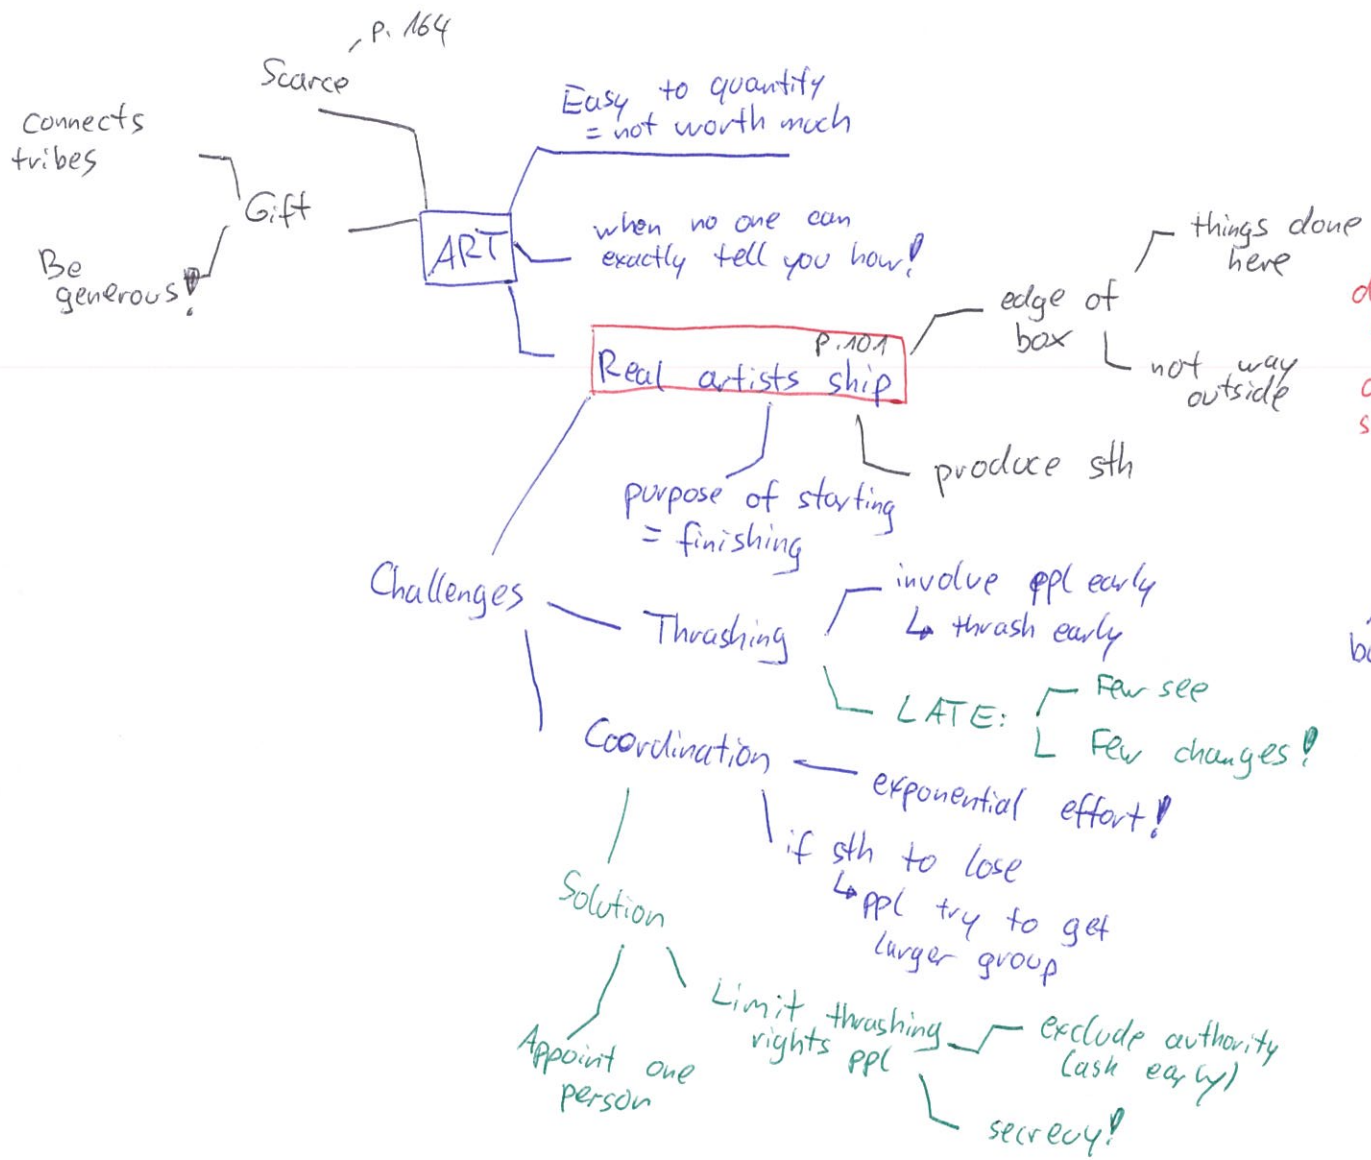 p. 164
Scarce
connects
tribes
Gift
Be
generous!
ART
Easy to quantify
= not worth much
when no one can
exactly tell you how!
p. 101
Real artists ship
edge of
box
things done
here
not way
outside
produce sth
purpose of starting
= finishing
Challenges
Thrashing
involve ppl early
↳ thrash early
LATE:
Few see
Few changes!
Coordination
exponential effort!
if sth to lose
↳ ppl try to get
larger group
Solution
Appoint one
person
Limit thrashing
rights ppl
exclude authority
(ask early)
secrecy!